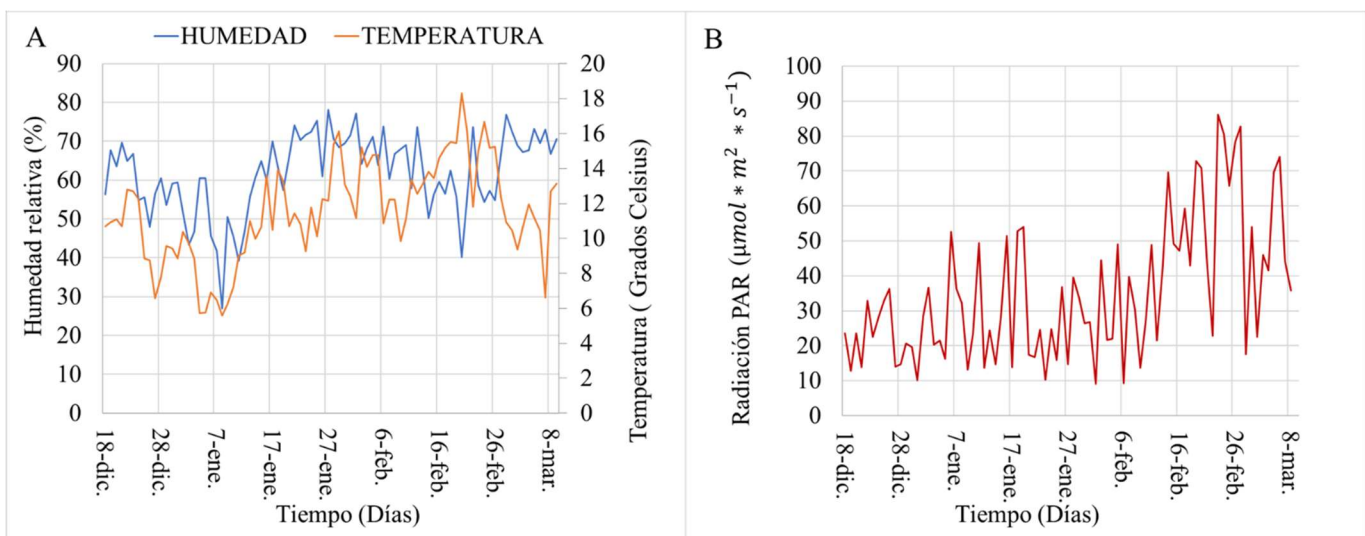 A
HUMEDAD
TEMPERATURA
Humedad relativa (%)
90
80
70
60
50
40
30
20
10
0
20
18
16
14
12
10
8
6
4
2
0
Temperatura ( Grados Celsius)
18-dic.
28-dic.
7-ene.
17-ene.
27-ene.
6-feb.
16-feb.
26-feb.
8-mar.
Tiempo (Días)
B
Radiación PAR (μmol * m² * s⁻¹)
100
90
80
70
60
50
40
30
20
10
0
18-dic.
28-dic.
7-ene.
17-ene.
27-ene.
6-feb.
16-feb.
26-feb.
8-mar.
Tiempo (Días)